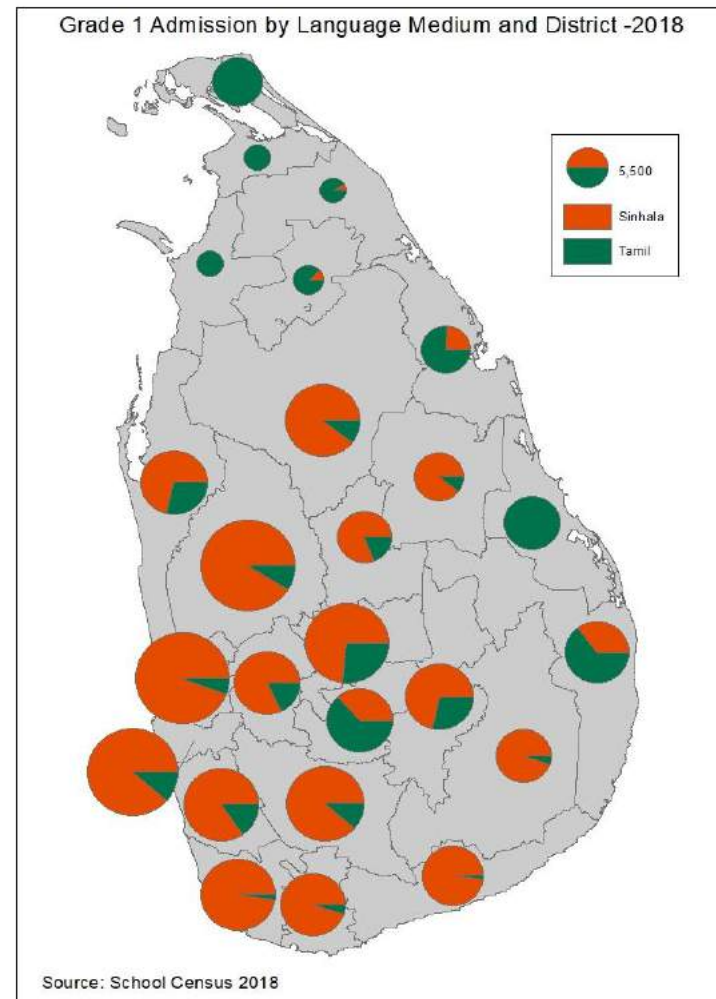 Grade 1 Admission by Language Medium and District -2018
5,500
Sinhala
Tamil
Source: School Census 2018